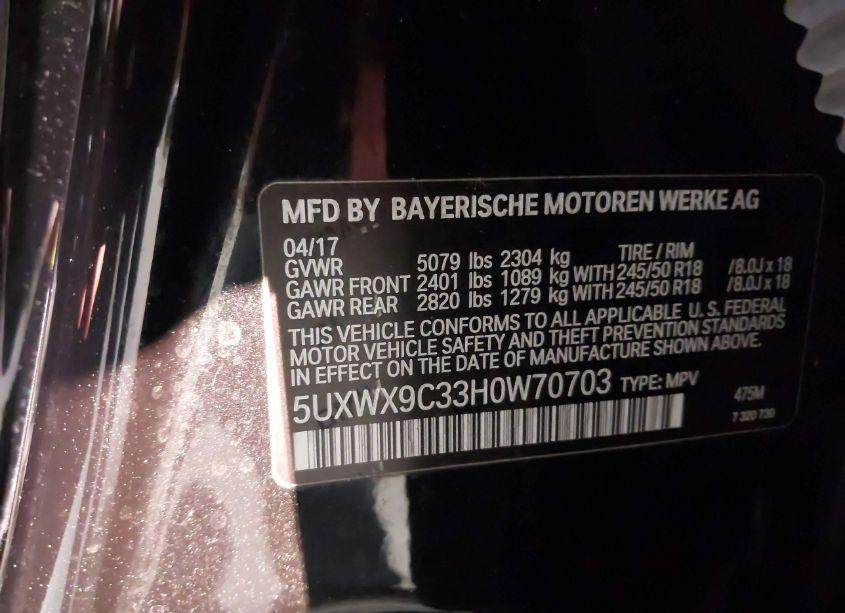 MFD BY BAYERISCHE MOTOREN WERKE AG
04/17 TIRE / RIM
GVWR 5079 lbs 2304 kg
GAWR FRONT 2401 lbs 1089 kg WITH 245/50 R18 /8.0J x 18
GAWR REAR 2820 lbs 1279 kg WITH 245/50 R18 /8.0J x 18
THIS VEHICLE CONFORMS TO ALL APPLICABLE U. S. FEDERAL
MOTOR VEHICLE SAFETY AND THEFT PREVENTION STANDARDS
IN EFFECT ON THE DATE OF MANUFACTURE SHOWN ABOVE.
5UXWX9C33H0W70703 TYPE: MPV 475M
7 320 730